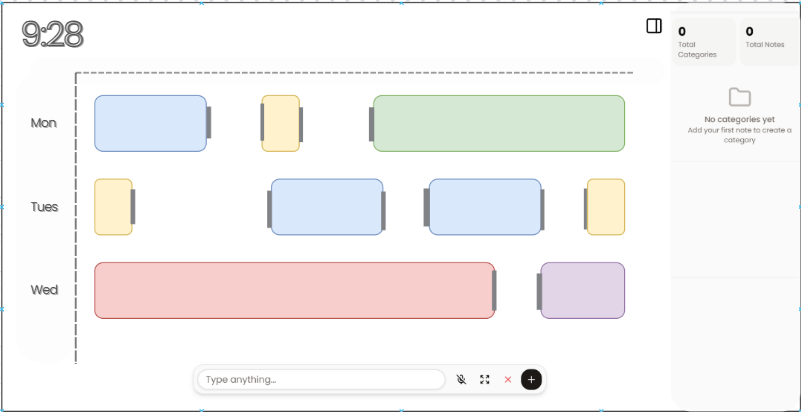 9:28
0
Total
Categories
0
Total Notes
No categories yet
Add your first note to create a
category
Mon
Tues
Wed
Type anything...